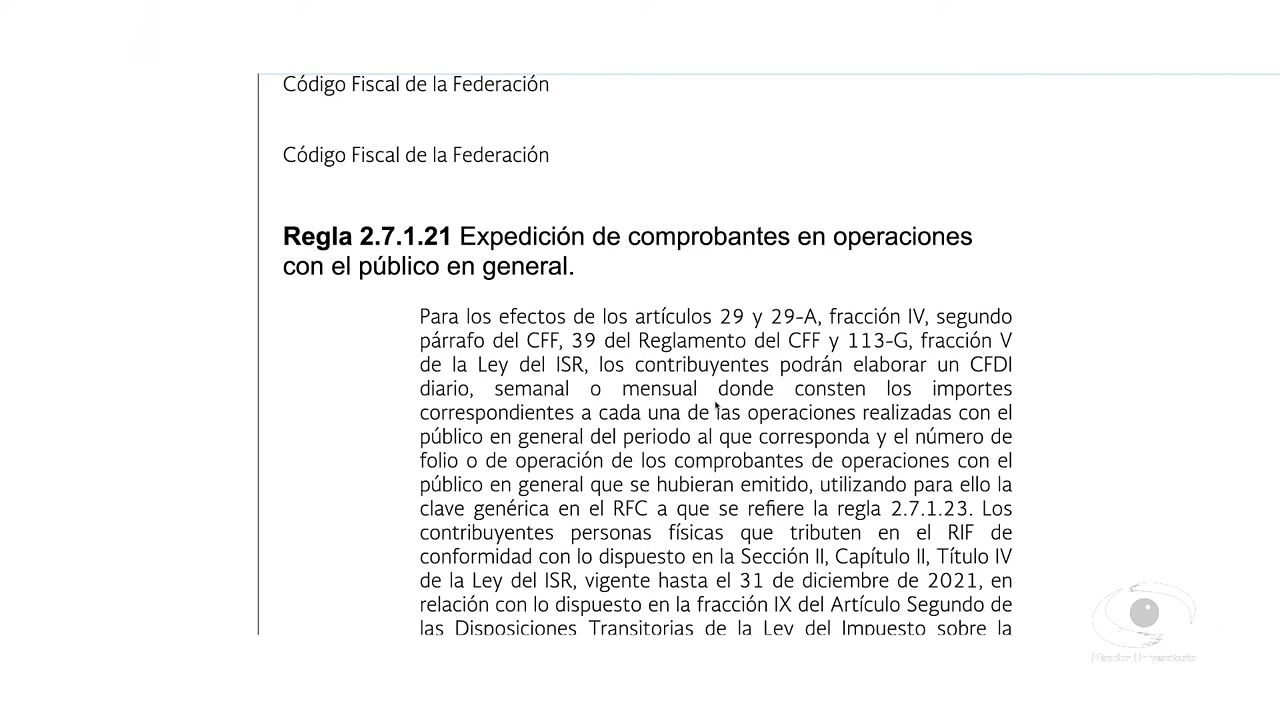 Código Fiscal de la Federación
Código Fiscal de la Federación
Regla 2.7.1.21 Expedición de comprobantes en operaciones
con el público en general.
Para los efectos de los artículos 29 y 29-A, fracción IV, segundo
párrafo del CFF, 39 del Reglamento del CFF y 113-G, fracción V
de la Ley del ISR, los contribuyentes podrán elaborar un CFDI
diario, semanal o mensual donde consten los importes
correspondientes a cada una de las operaciones realizadas con el
público en general del periodo al que corresponda y el número de
folio o de operación de los comprobantes de operaciones con el
público en general que se hubieran emitido, utilizando para ello la
clave genérica en el RFC a que se refiere la regla 2.7.1.23. Los
contribuyentes personas físicas que tributen en el RIF de
conformidad con lo dispuesto en la Sección II, Capítulo II, Título IV
de la Ley del ISR, vigente hasta el 31 de diciembre de 2021, en
relación con lo dispuesto en la fracción IX del Artículo Segundo de
las Disposiciones Transitorias de la Ley del Impuesto sobre la
Mirador Universitario